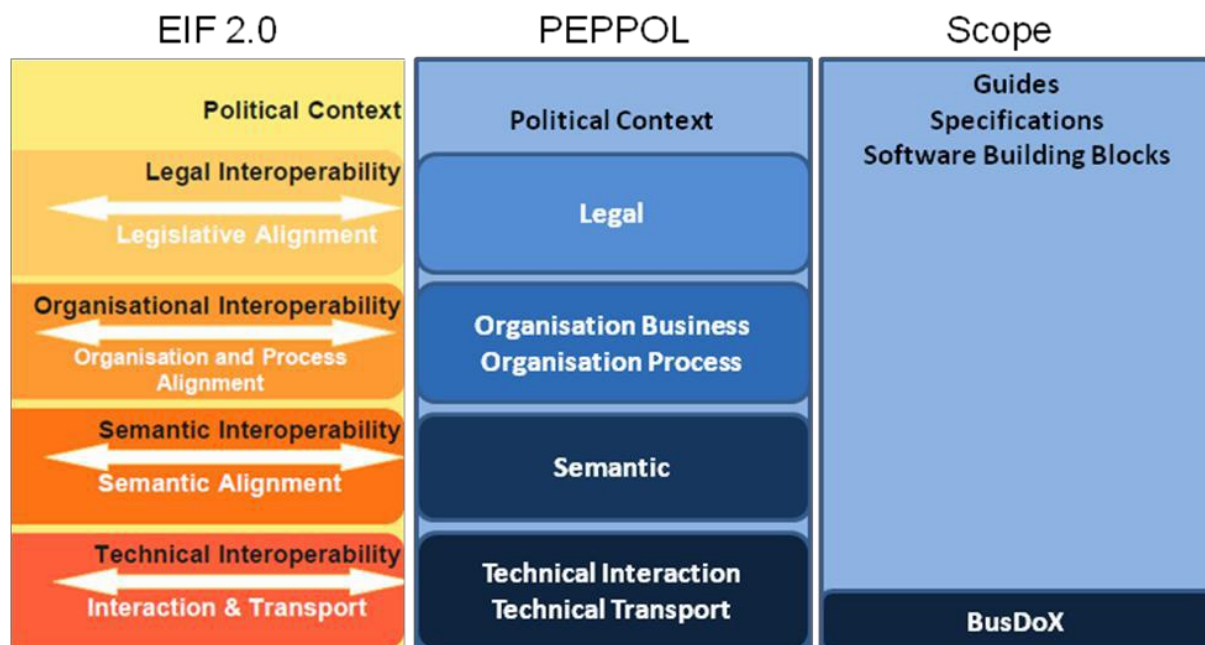 EIF 2.0
Political Context
Legal Interoperability
Legislative Alignment
Organisational Interoperability
Organisation and Process
Alignment
Semantic Interoperability
Semantic Alignment
Technical Interoperability
Interaction & Transport
PEPPOL
Political Context
Legal
Organisation Business
Organisation Process
Semantic
Technical Interaction
Technical Transport
Scope
Guides
Specifications
Software Building Blocks
BusDoX